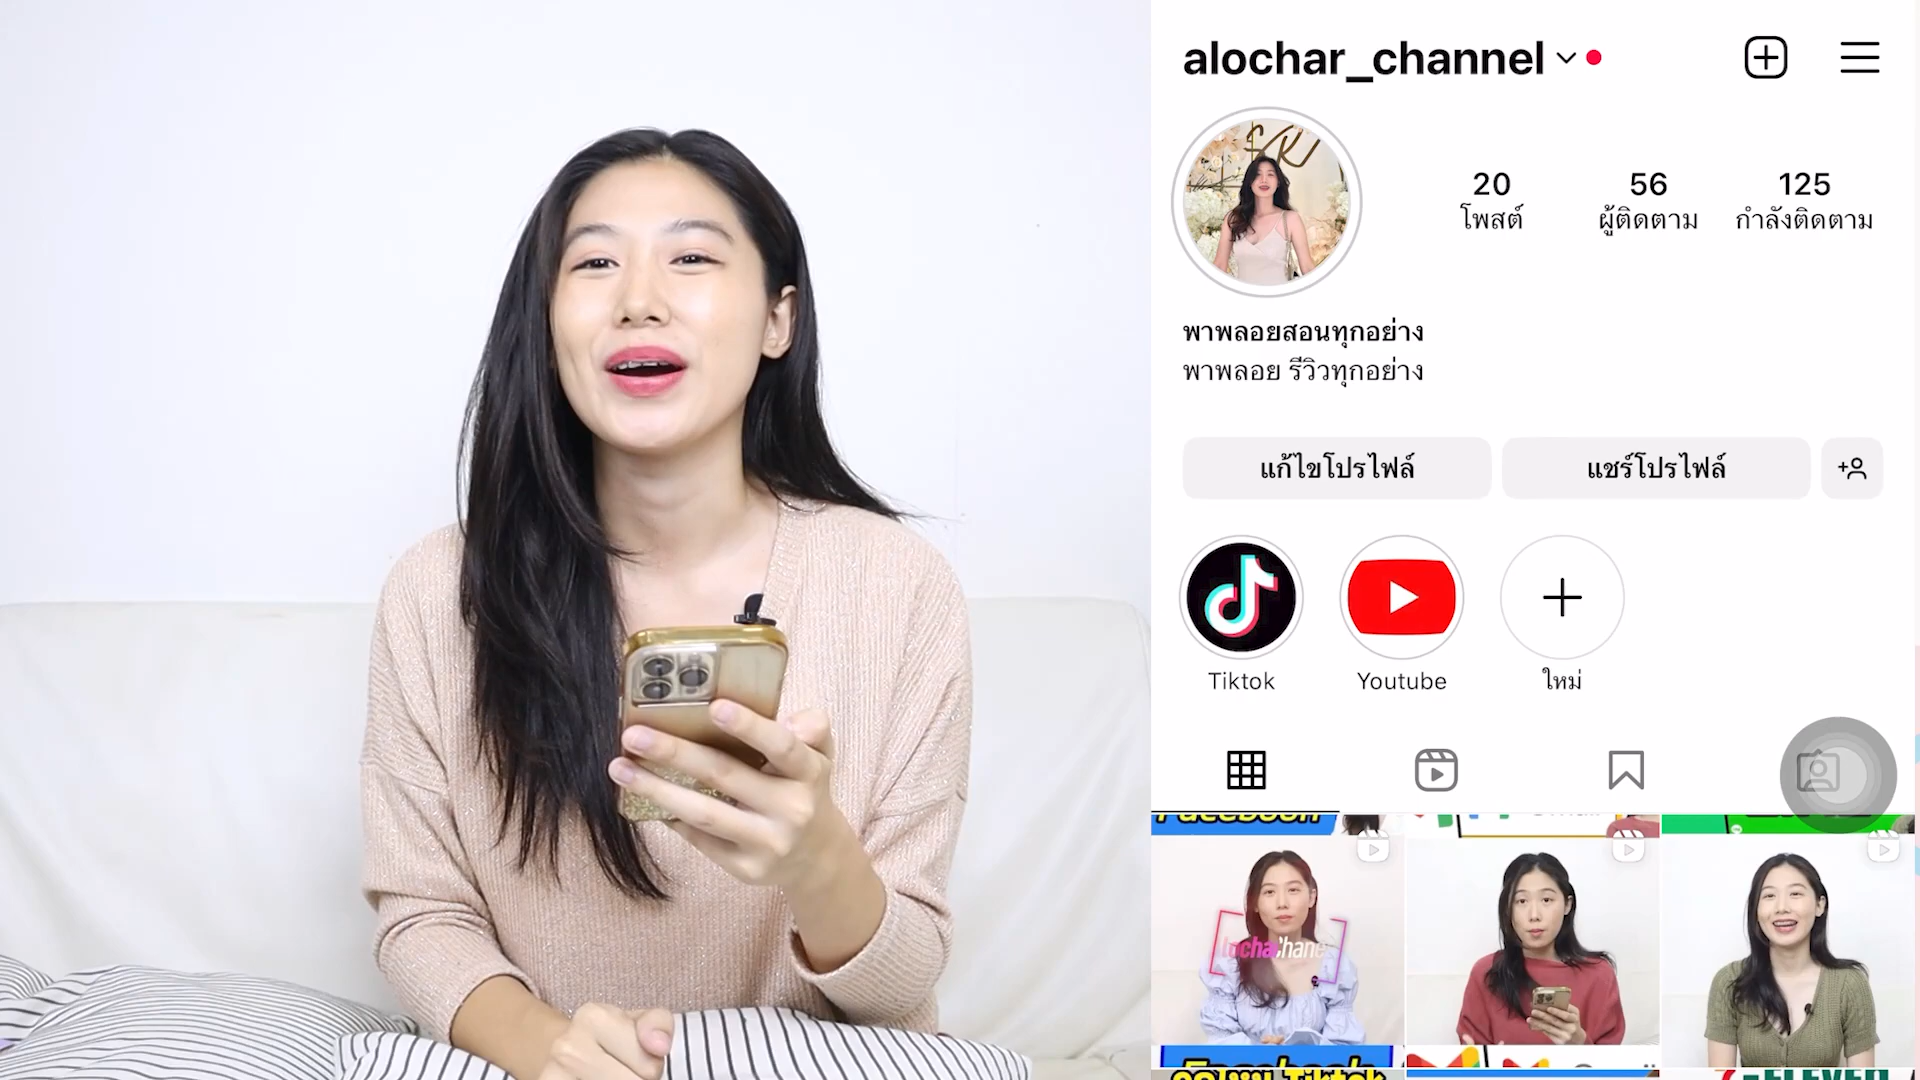 alochar_channel
SKJ
20
โพสต์
56
ผู้ติดตาม
125
กำลังติดตาม
พาพลอยสอนทุกอย่าง
พาพลอย รีวิวทุกอย่าง
แก้ไขโปรไฟล์
แชร์โปรไฟล์
Tiktok
Youtube
ใหม่
Facebook
7-ELEVEN